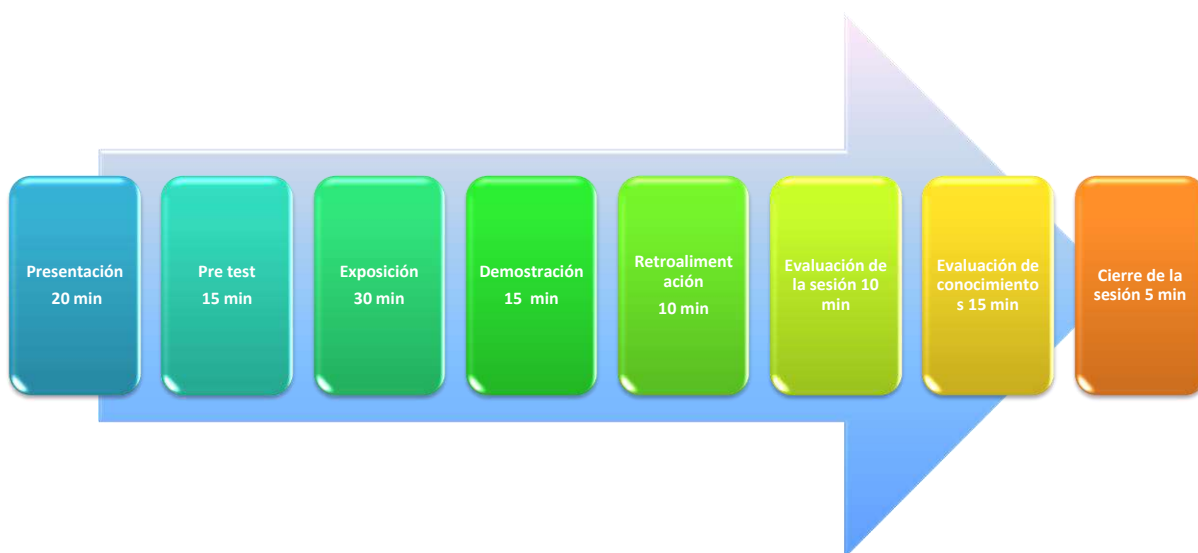 Presentación
20 min
Pre test
15 min
Exposición
30 min
Demostración
15 min
Retroaliment
ación
10 min
Evaluación de
la sesión 10
min
Evaluación de
conocimiento
s 15 min
Cierre de la
sesión 5 min